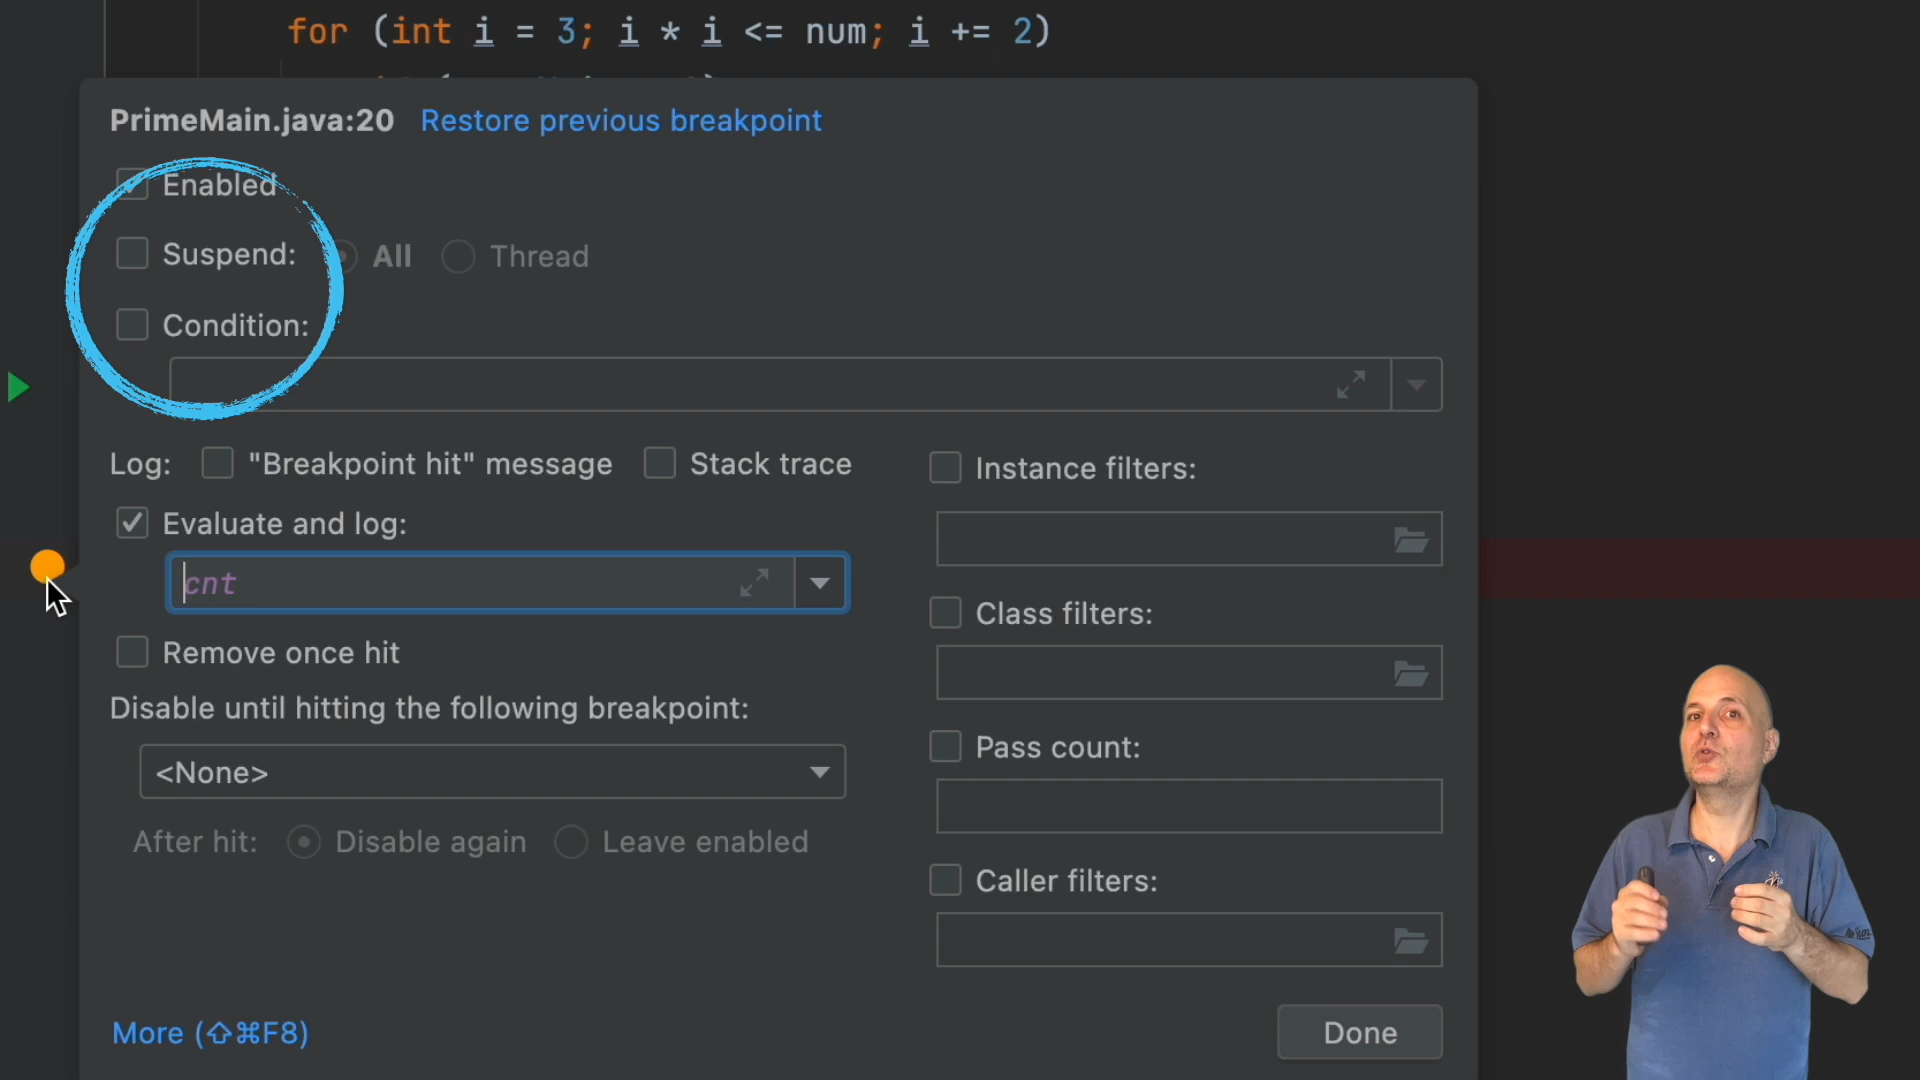 for (int i = 3; i * i <= num; i += 2)
PrimeMain.java:20 Restore previous breakpoint
Enabled
Suspend: All Thread
Condition:
Log: "Breakpoint hit" message Stack trace
Instance filters:
Evaluate and log:
cnt
Class filters:
Remove once hit
Disable until hitting the following breakpoint:
Pass count:
<None>
After hit: Disable again Leave enabled
Caller filters:
Sun
More (⇧⌘F8)
Done